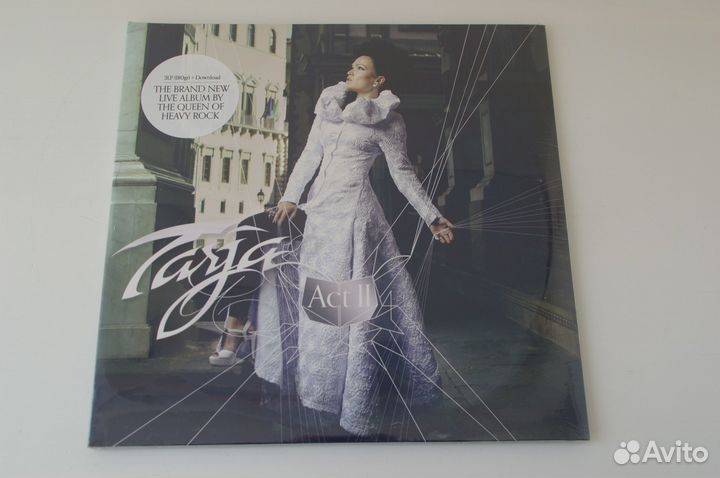 3LP (180gr) + Download
THE BRAND NEW
LIVE ALBUM BY
THE QUEEN OF
HEAVY ROCK
Tarja
Act II
Avito